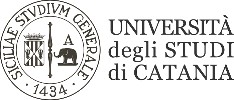 SICILIAE STVDIVM GENERALE
1434
A
UNIVERSITÀ
degli STUDI
di CATANIA